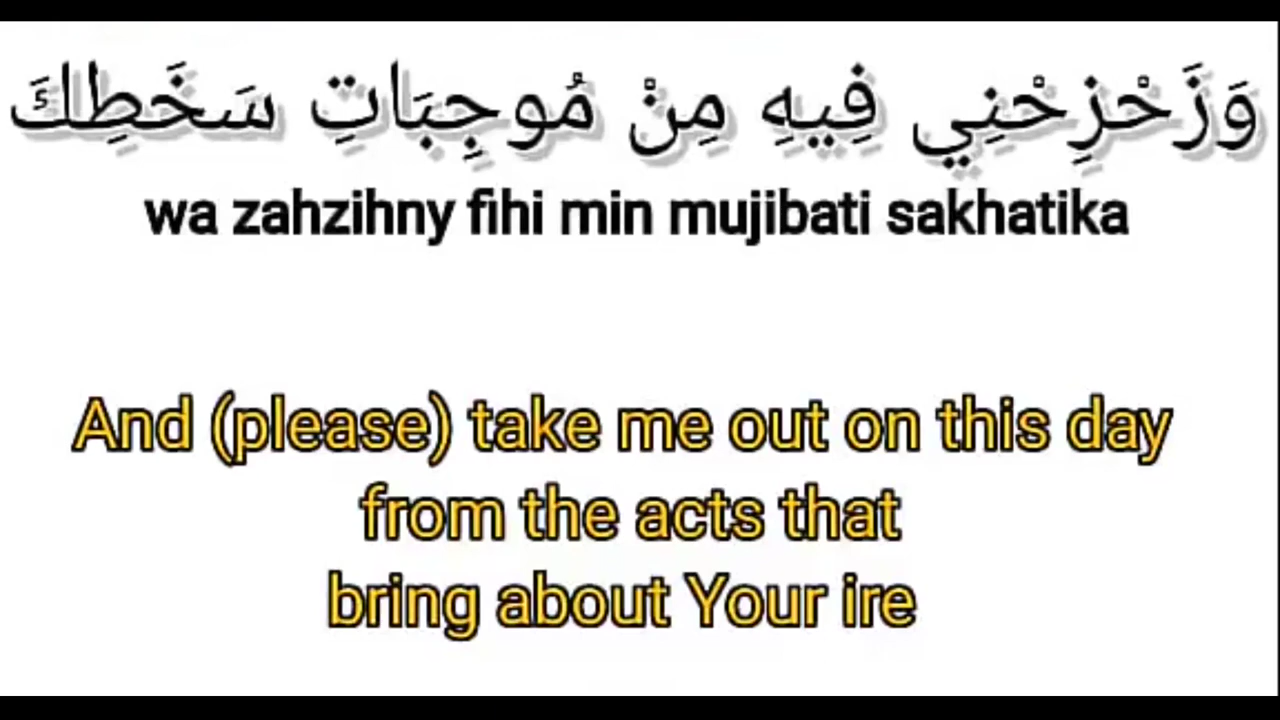 وَزَحْزِحْنِي فِيهِ مِنْ مُوجِبَاتِ سَخَطِكَ
wa zahzihny fihi min mujibati sakhatika
And (please) take me out on this day
from the acts that
bring about Your ire